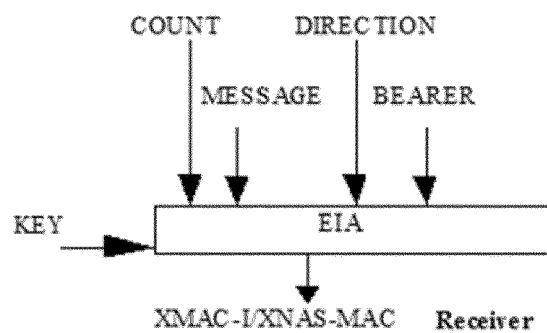 COUNT DIRECTION
MESSAGE BEARER
EIA
KEY
XMAC-I/XNAS-MAC Receiver